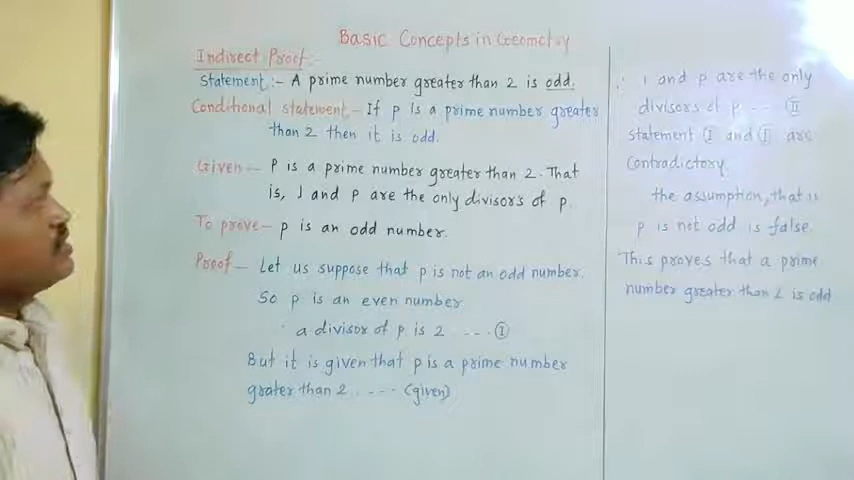 Basic Concepts in Geometry
Indirect Proof :-
Statement :- A prime number greater than 2 is odd.
Conditional statement - If p is a prime number greater
than 2 then it is odd.
Given - P is a prime number greater than 2. That
is, 1 and p are the only divisors of p.
To prove - p is an odd number.
Proof - Let us suppose that p is not an odd number.
So p is an even number
∴ a divisor of p is 2 .... Ⓘ
But it is given that p is a prime number
grater than 2 .... (given)
∴ 1 and p are the only
divisors of p ... Ⓘ Ⓘ
statement Ⓘ and Ⓘ are
contradictory.
the assumption, that is
p is not odd is false.
This proves that a prime
number greater than 2 is odd